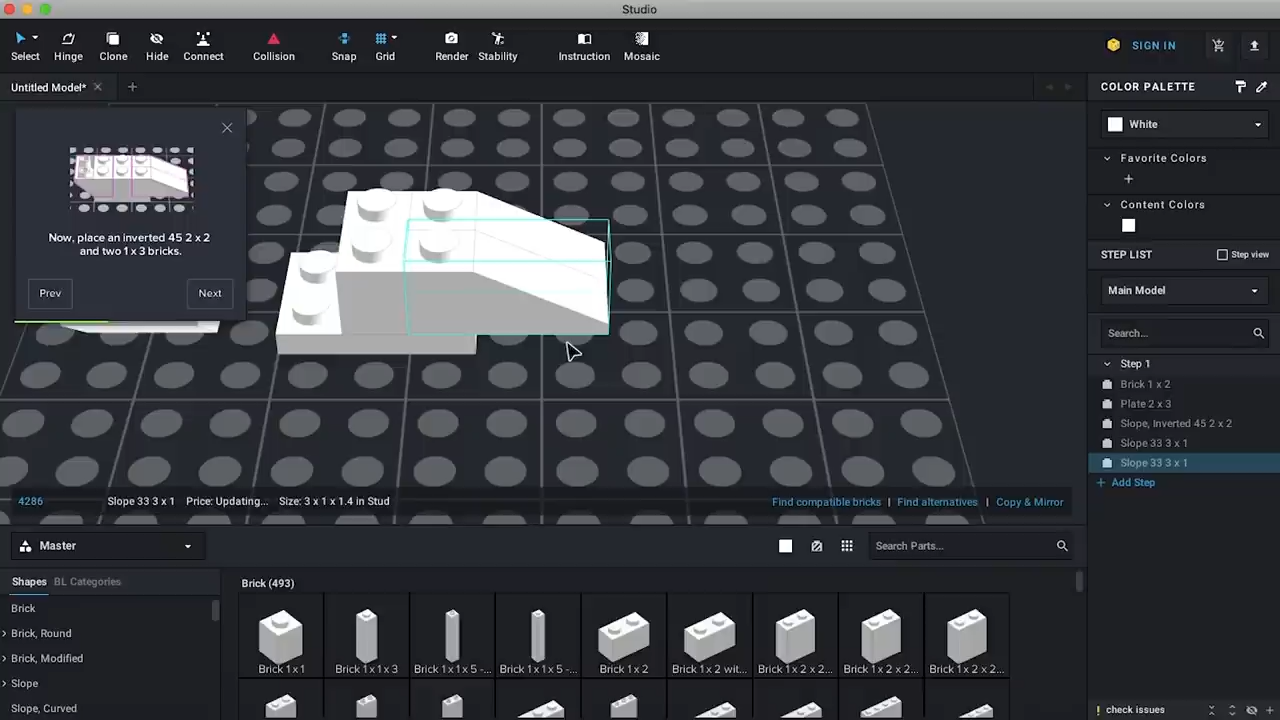 Studio
Select
Hinge
Clone
Hide
Connect
Collision
Snap
Grid
Render
Stability
Instruction
Mosaic
SIGN IN
Untitled Model*
COLOR PALETTE
White
Favorite Colors
Content Colors
STEP LIST
Step view
Main Model
Search...
Step 1
Brick 1 x 2
Plate 2 x 3
Slope, Inverted 45 2 x 2
Slope 33 3 x 1
Slope 33 3 x 1
Add Step
Now, place an inverted 45 2 x 2
and two 1 x 3 bricks.
Prev
Next
4286
Slope 33 3 x 1
Price: Updating...
Size: 3 x 1 x 1.4 in Stud
Find compatible bricks | Find alternatives | Copy & Mirror
Master
Search Parts...
Shapes
BL Categories
Brick
Brick, Round
Brick, Modified
Slope
Slope, Curved
Brick (493)
Brick 1 x 1
Brick 1 x 1 x 3
Brick 1 x 1 x 5 -...
Brick 1 x 1 x 5 -...
Brick 1 x 2
Brick 1 x 2 wit...
Brick 1 x 2 x 2...
Brick 1 x 2 x 2...
Brick 1 x 2 x 2...
check issues